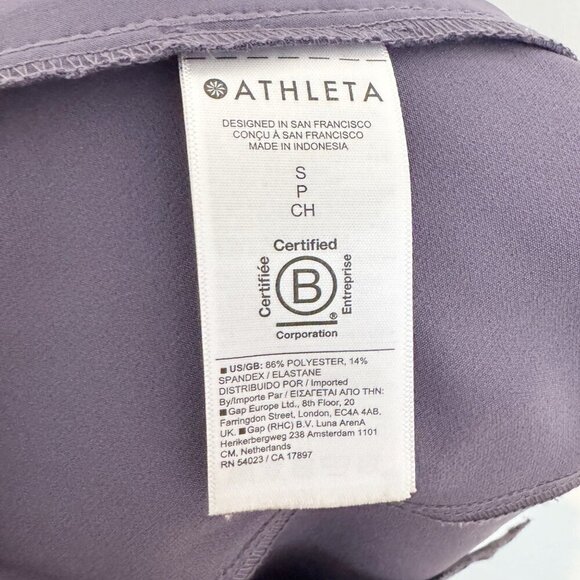 ATHLETA
DESIGNED IN SAN FRANCISCO
CONÇU À SAN FRANCISCO
MADE IN INDONESIA
S
P
CH
Certified
Certifiée
B
®
Entreprise
Corporation
US/GB: 86% POLYESTER, 14%
SPANDEX / ELASTANE
DISTRIBUIDO POR / Imported
By/Importe Par / ΕΙΣΑΓΕΤΑΙ ΑΠΟ ΤΗΝ:
Gap Europe Ltd., 8th Floor, 20
Farringdon Street, London, EC4A 4AB.
UK. Gap (RHC) B.V. Luna ArenA
Herikerbergweg 238 Amsterdam 1101
CM. Netherlands
RN 54023 / CA 17897